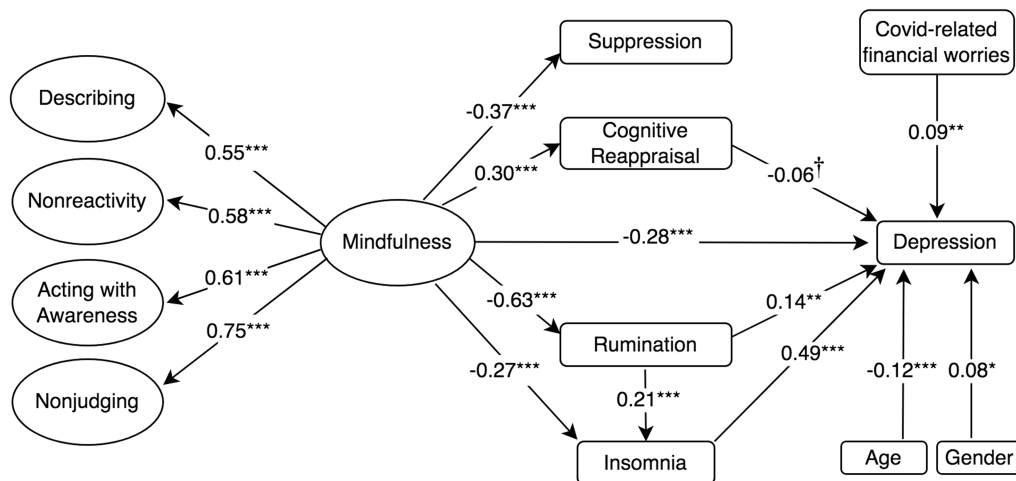 Suppression
Covid-related
financial worries
Describing
-0.37***
0.09**
Cognitive
Reappraisal
0.55***
0.30***
-0.06†
Nonreactivity
0.58***
Mindfulness
-0.28***
Depression
0.61***
Acting with
Awareness
-0.63***
0.14**
0.75***
Rumination
0.49***
-0.27***
-0.12***
0.08*
0.21***
Nonjudging
Insomnia
Age
Gender